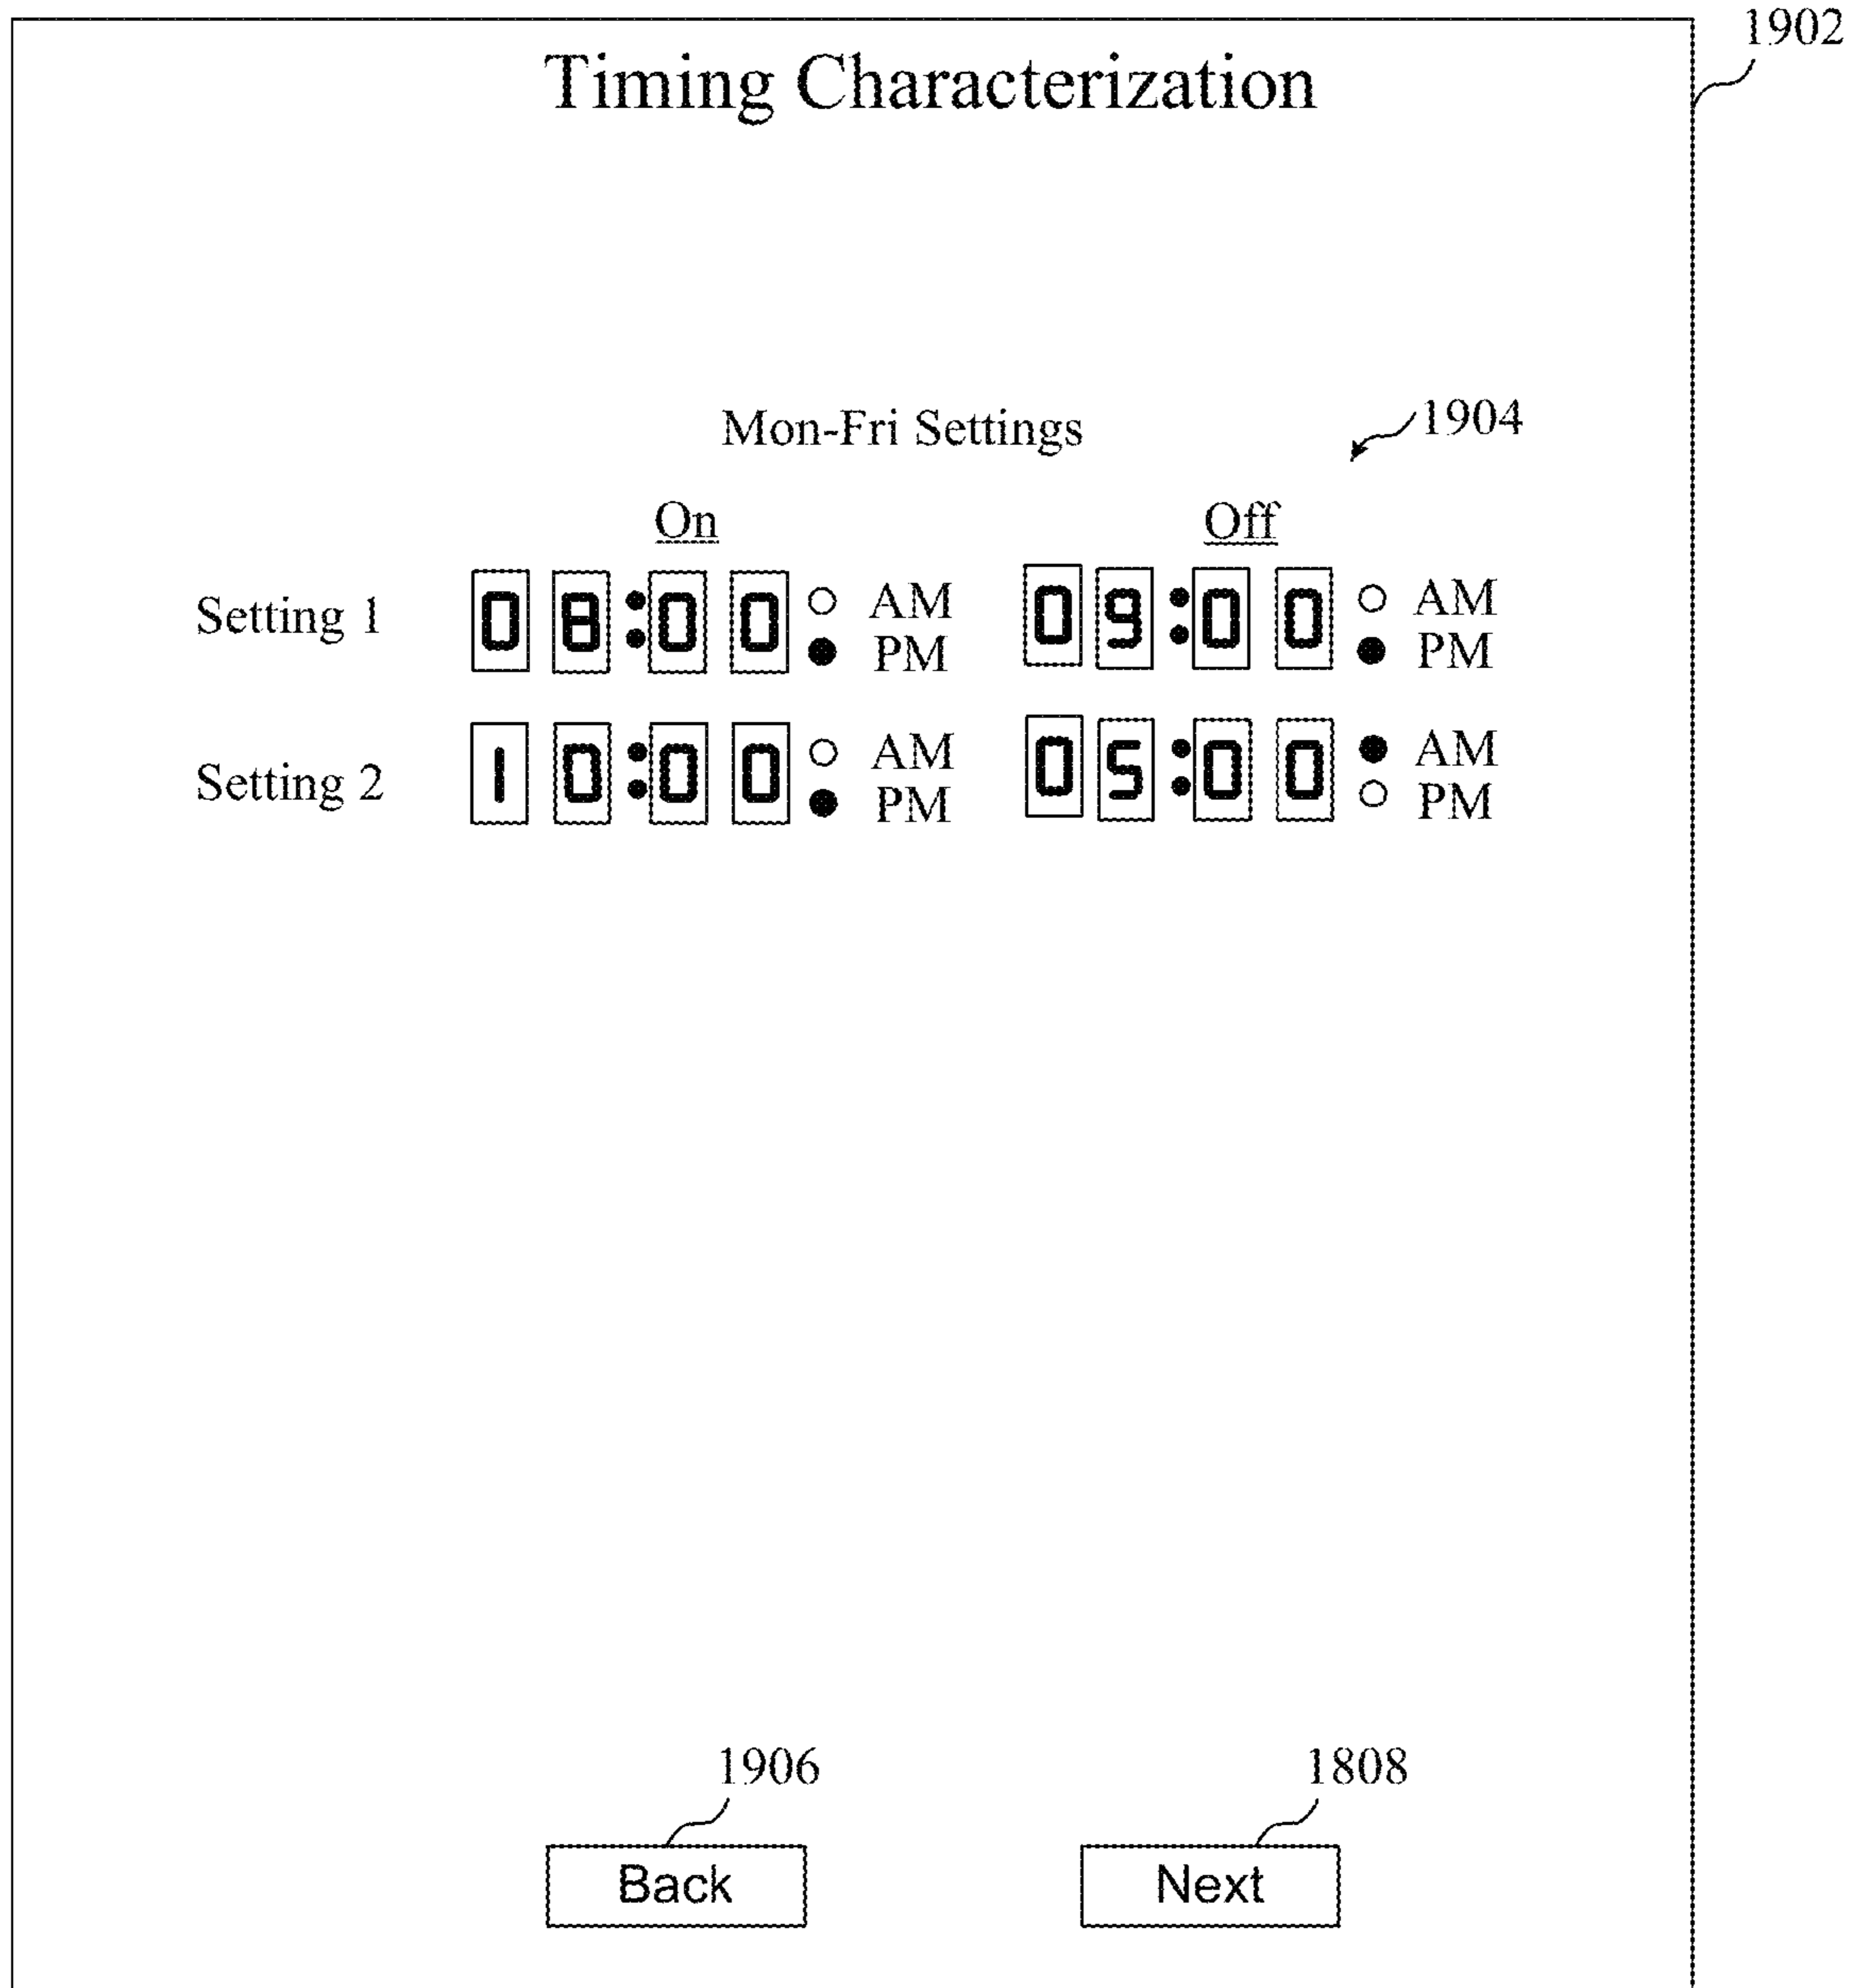 1902
Timing Characterization
Mon-Fri Settings
1904
On Off
Setting 1 08:00 AM PM 09:00 AM PM
Setting 2 10:00 AM PM 05:00 AM PM
1906 1808
Back Next